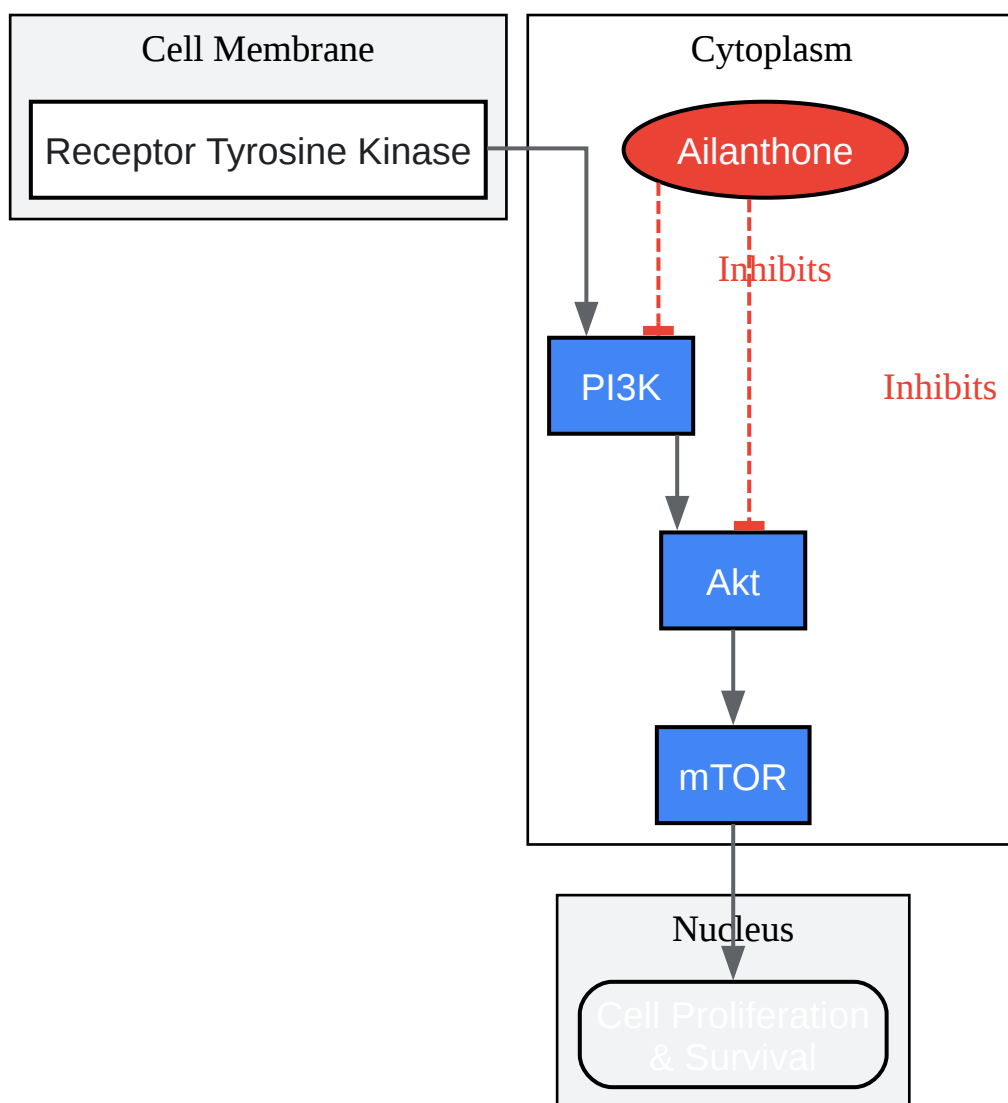 Cell Membrane
Receptor Tyrosine Kinase
Cytoplasm
Ailanthone
Inhibits
Inhibits
PI3K
Akt
mTOR
Nucleus
Cell Proliferation
& Survival